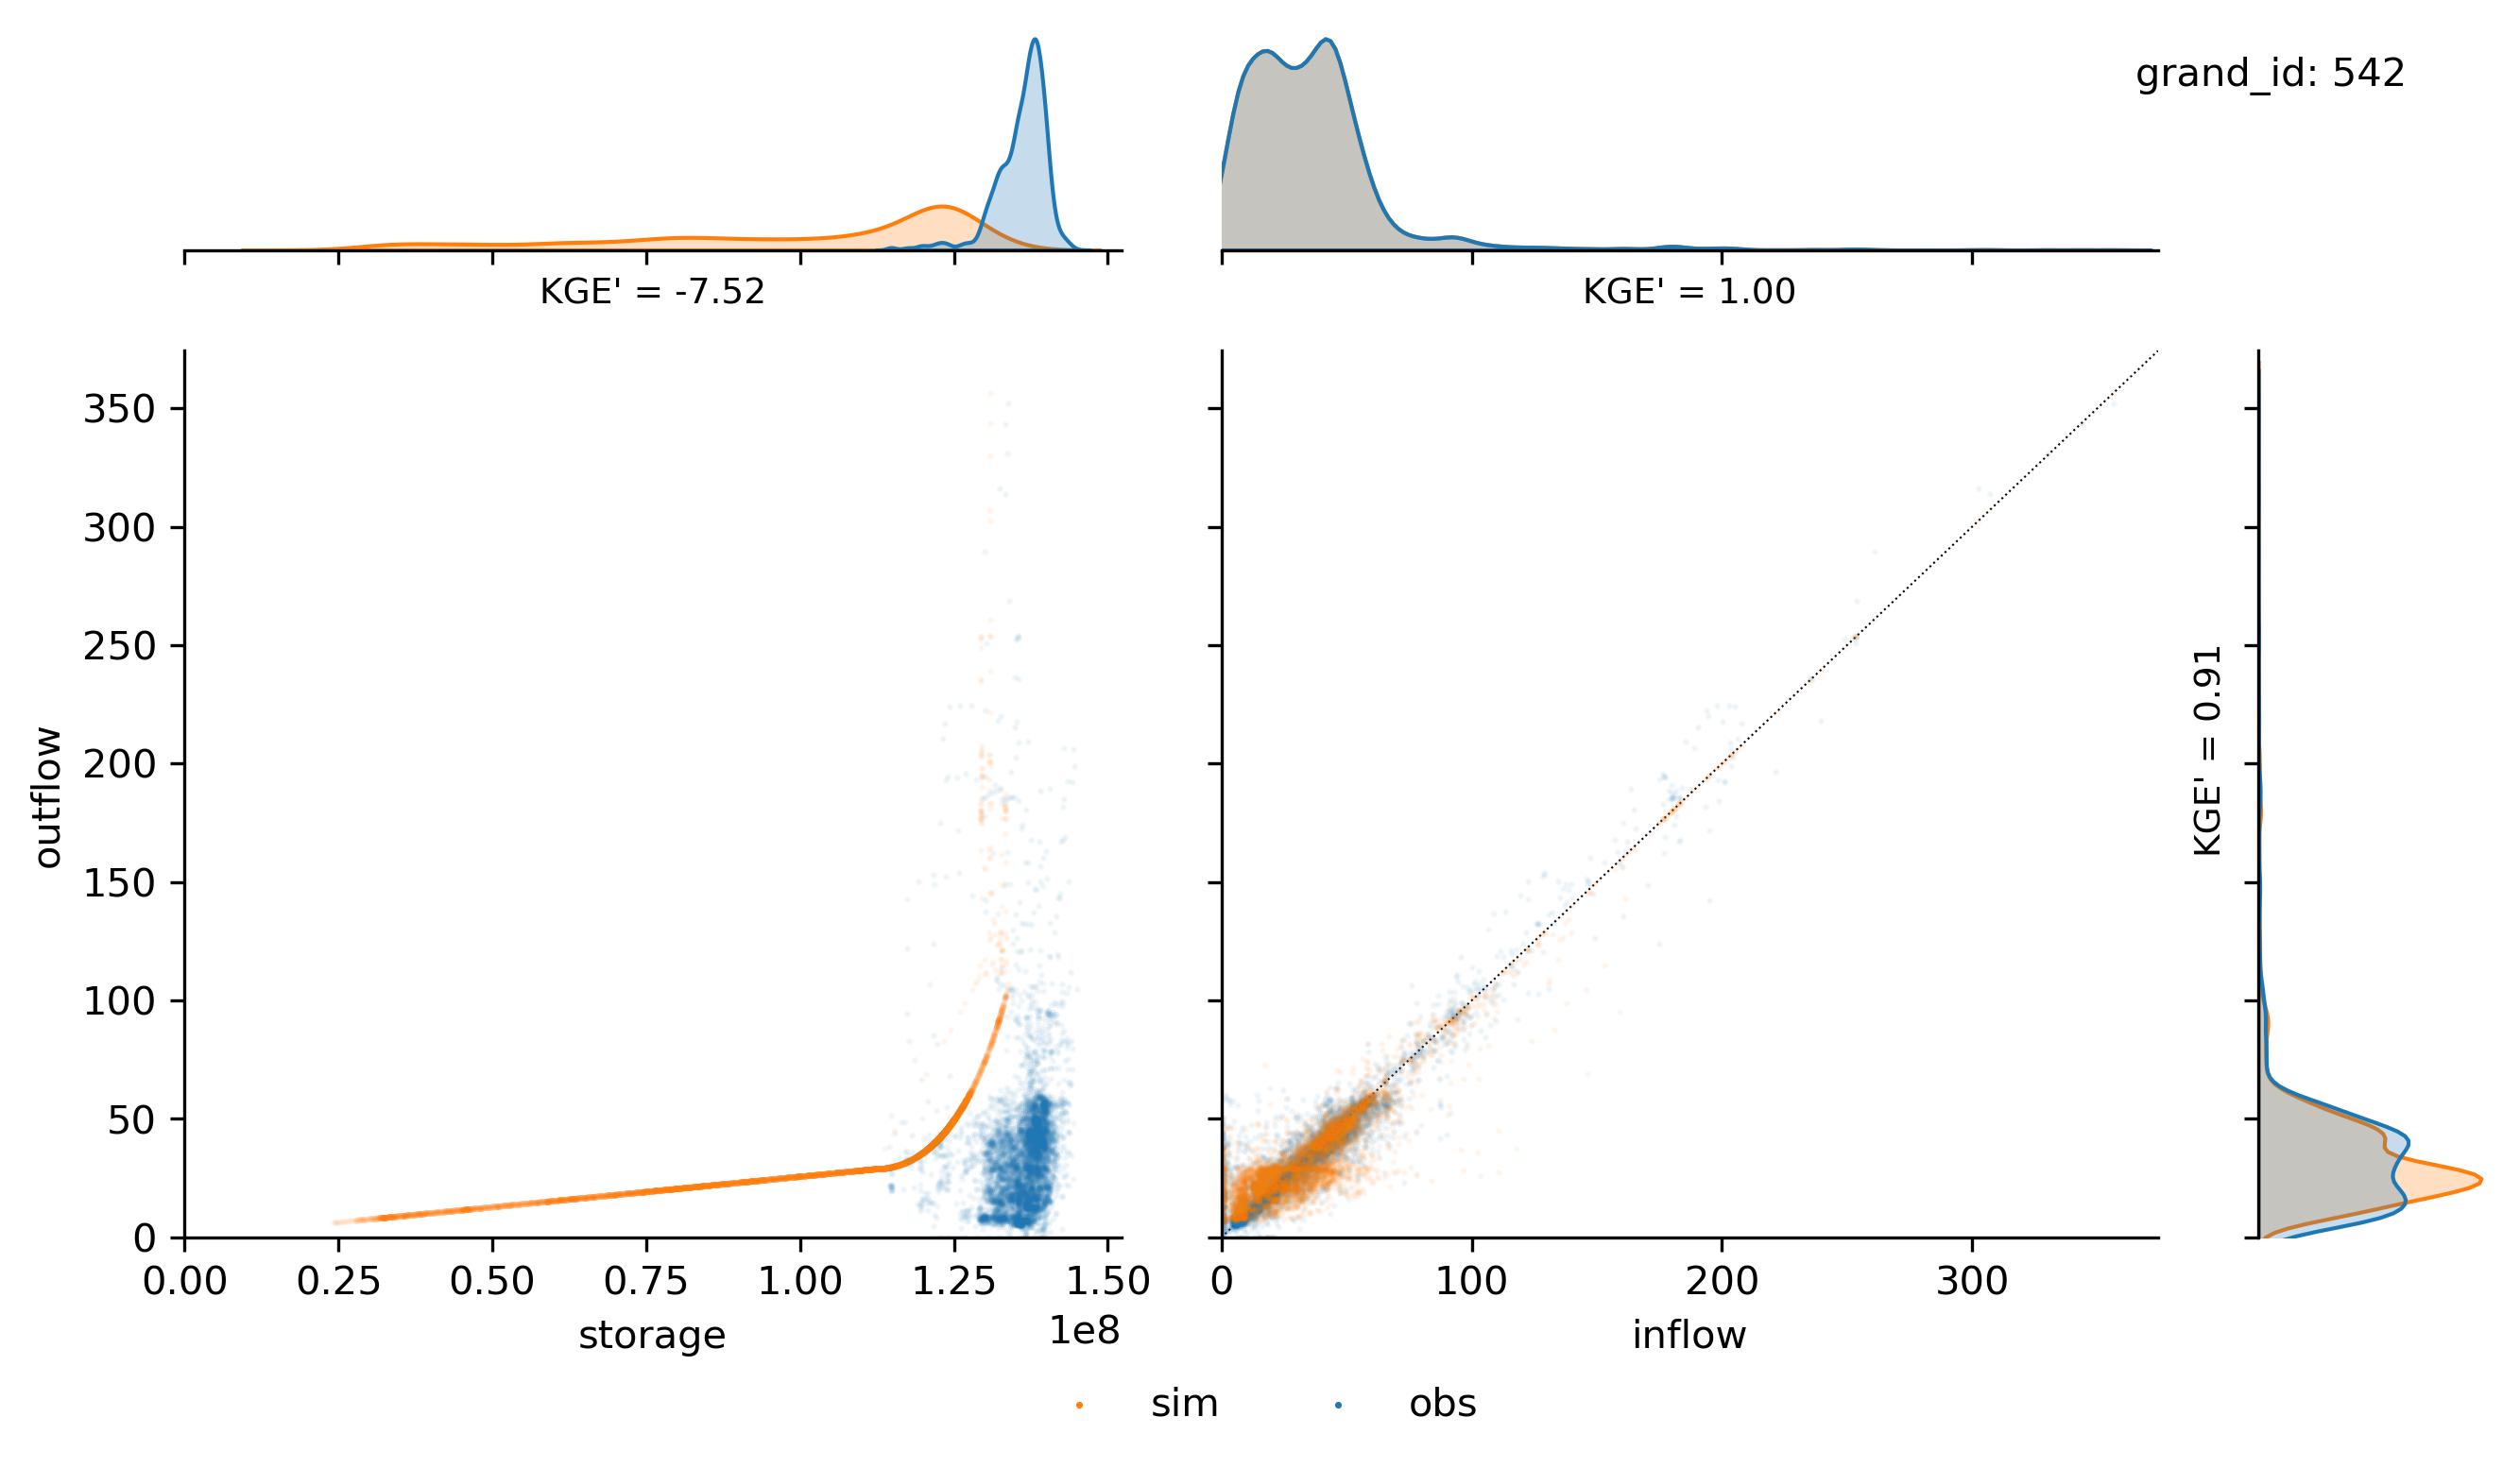 grand_id: 542
KGE' = -7.52
KGE' = 1.00
350
300
250
200
150
100
50
0
outflow
KGE' = 0.91
0.00 0.25 0.50 0.75 1.00 1.25 1.50
0 100 200 300
storage
1e8
inflow
sim obs